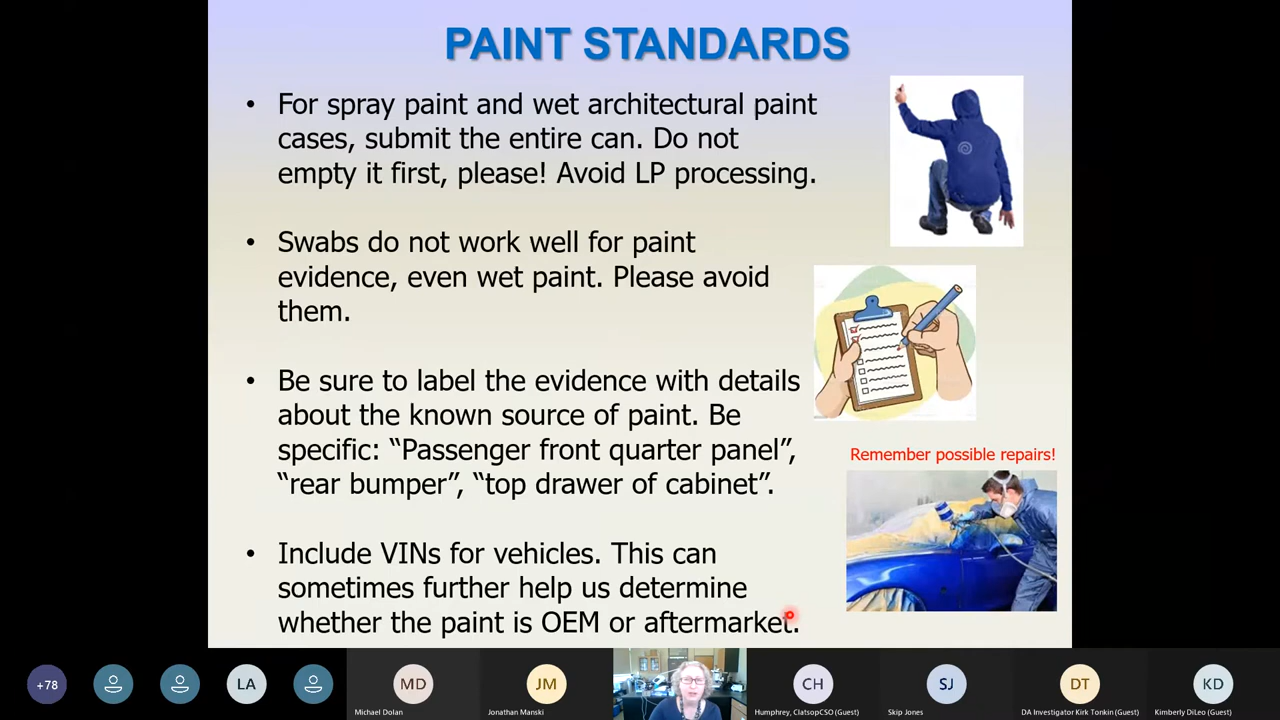 PAINT STANDARDS
• For spray paint and wet architectural paint
cases, submit the entire can. Do not
empty it first, please! Avoid LP processing.
• Swabs do not work well for paint
evidence, even wet paint. Please avoid
them.
• Be sure to label the evidence with details
about the known source of paint. Be
specific: “Passenger front quarter panel”,
“rear bumper”, “top drawer of cabinet”.
Remember possible repairs!
• Include VINs for vehicles. This can
sometimes further help us determine
whether the paint is OEM or aftermarket.
+78
LA
MD
Michael Dolan
JM
Jonathan Manski
CH
Humphrey, ClatsopCSO (Guest)
SJ
Skip Jones
DT
DA Investigator Kirk Tonkin (Guest)
KD
Kimberly DiLeo (Guest)